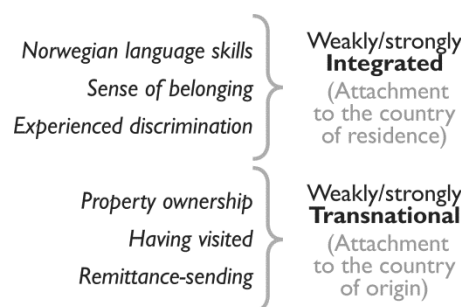 Norwegian language skills
Sense of belonging
Experienced discrimination
Weakly/strongly
Integrated
(Attachment
to the country
of residence)
Property ownership
Having visited
Remittance-sending
Weakly/strongly
Transnational
(Attachment
to the country
of origin)